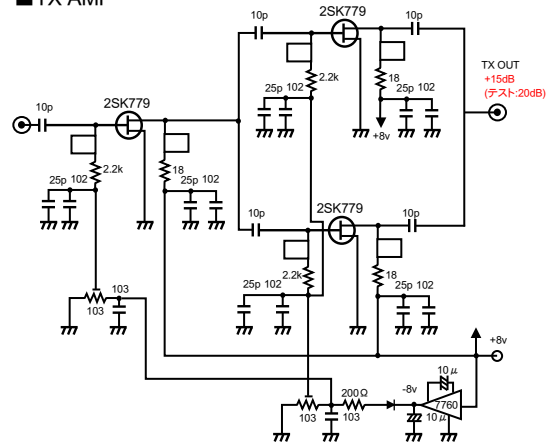 ■TX AMP
10p
2SK779
10p
2.2k
25p 102
18
25p 102
+8v
TX OUT
+15dB
(テスト:20dB)
10p
2SK779
2.2k
25p 102
18
25p 102
10p
2SK779
10p
2.2k
25p 102
18
25p 102
103
103
+8v
10μ
200Ω
-8v
7760
103
103
10μ